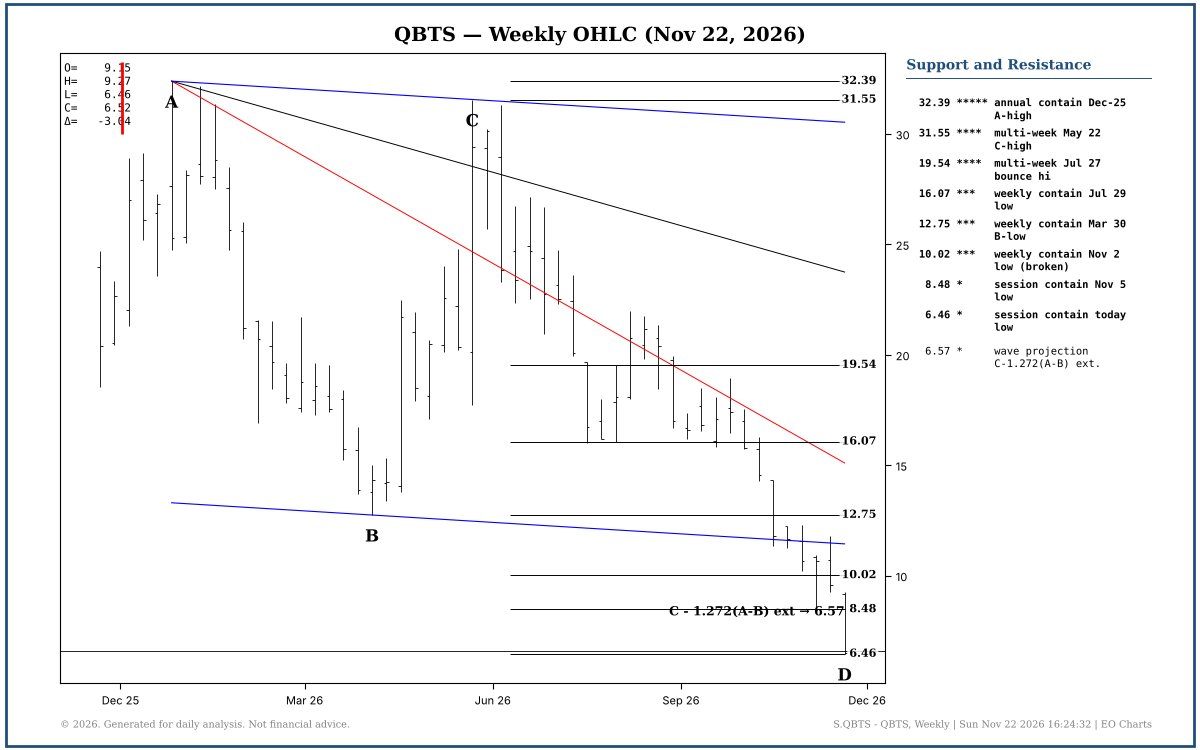 QBTS — Weekly OHLC (Nov 22, 2026)
O= 9.15
H= 9.27
L= 6.46
C= 6.52
Δ= -3.04
A
C
B
D
32.39
31.55
19.54
16.07
12.75
10.02
8.48
6.46
C - 1.272(A-B) ext → 6.57
30
25
20
15
10
Dec 25
Mar 26
Jun 26
Sep 26
Dec 26
Support and Resistance
32.39 ***** annual contain Dec-25
A-high
31.55 **** multi-week May 22
C-high
19.54 **** multi-week Jul 27
bounce hi
16.07 *** weekly contain Jul 29
low
12.75 *** weekly contain Mar 30
B-low
10.02 *** weekly contain Nov 2
low (broken)
8.48 * session contain Nov 5
low
6.46 * session contain today
low
6.57 * wave projection
C-1.272(A-B) ext.
© 2026. Generated for daily analysis. Not financial advice.
S.QBTS - QBTS, Weekly | Sun Nov 22 2026 16:24:32 | EO Charts